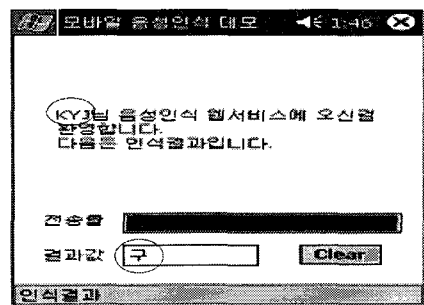 모바일 음성인식 데모 1:46
KYJ님 음성인식 웹서비스에 오신걸
환영합니다.
다음은 인식결과입니다.
전송률
결과값 구 Clear
인식결과